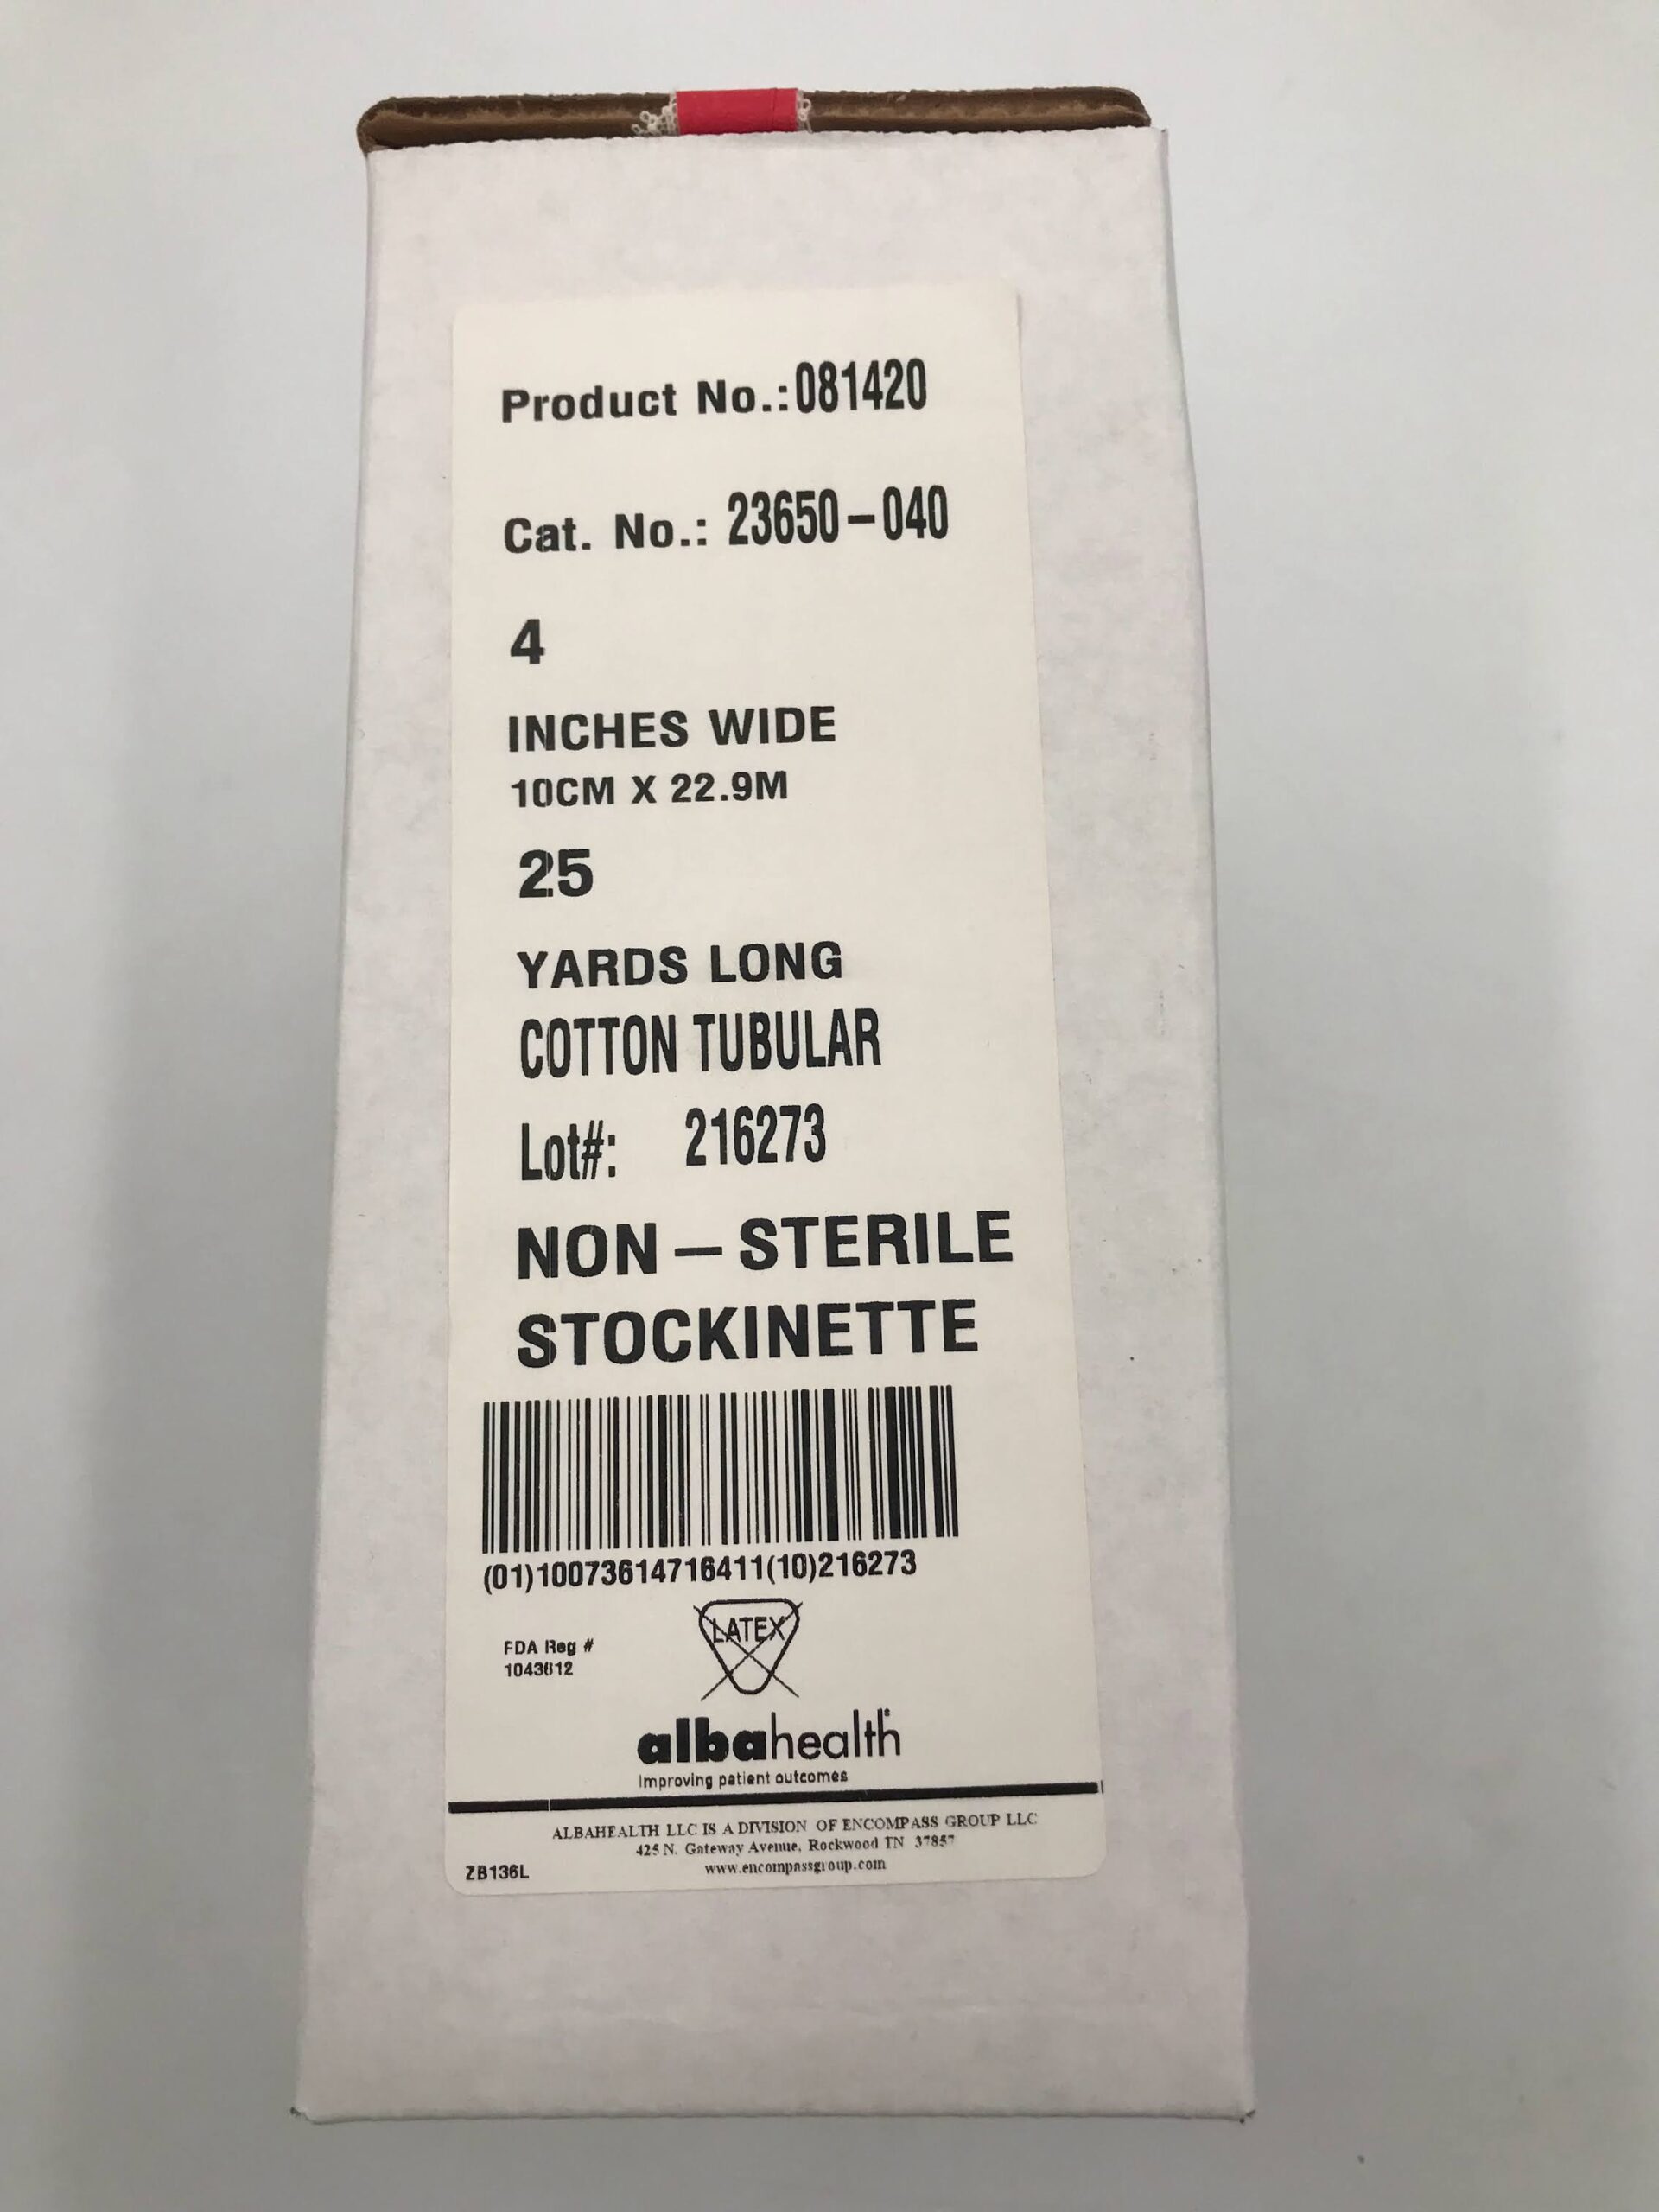 Product No.:081420
Cat. No.: 23650-040
4
INCHES WIDE
10CM X 22.9M
25
YARDS LONG
COTTON TUBULAR
Lot#: 216273
NON-STERILE
STOCKINETTE
(01)10073614716411(10)216273
LATEX
FDA Reg #
1043812
albahealth
Improving patient outcomes
ALBAHEALTH LLC IS A DIVISION OF ENCOMPASS GROUP LLC
425 N. Gateway Avenue, Rockwood TN 37857
www.encompassgroup.com
ZB136L